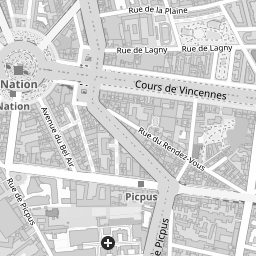 Rue de la Plaine
Rue de Lagny
Rue de Lagny
Nation
Cours de Vincennes
Nation
Avenue du Bel Air
Rue du Rendez-Vous
Rue de Picpus
Picpus
e Picpus